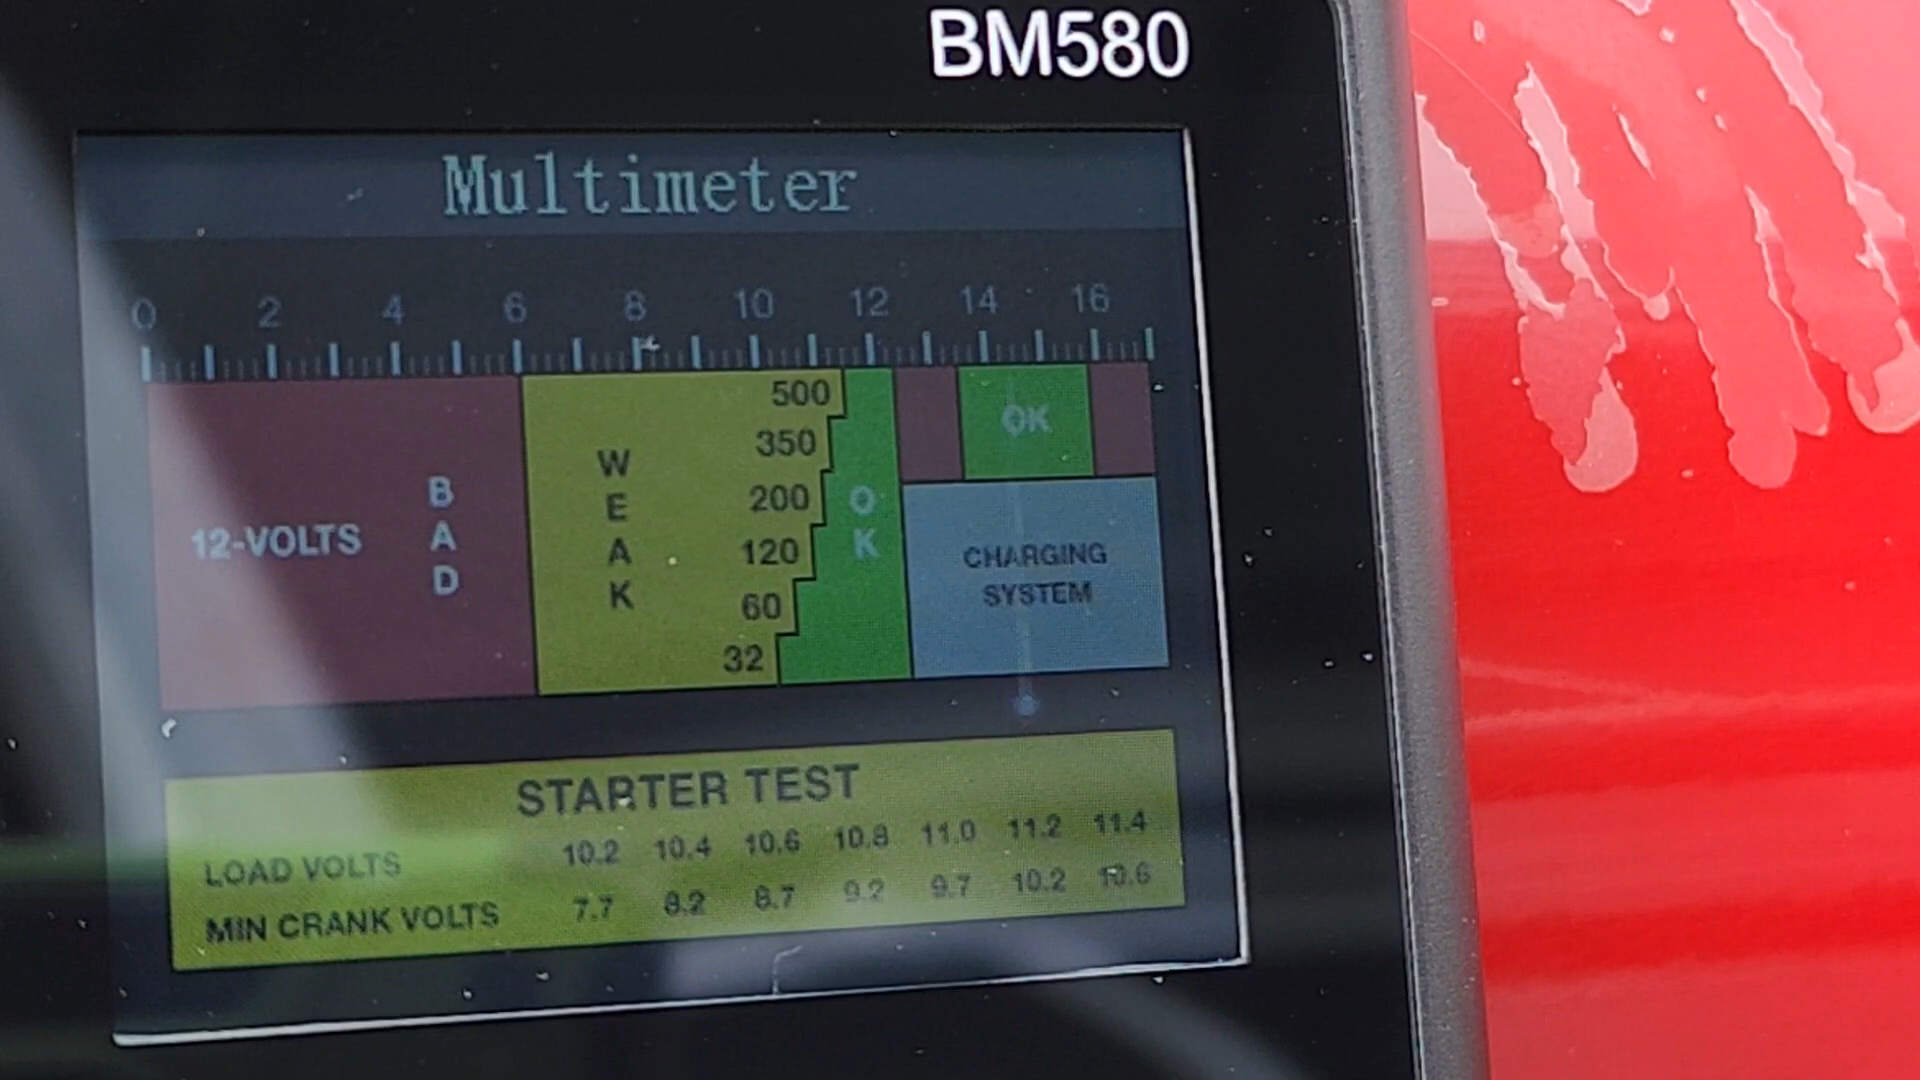 BM580
Multimeter
0 2 4 6 8 10 12 14 16
500
350
200
120
60
32
12-VOLTS
BAD
WEAK
OK
OK
CHARGING
SYSTEM
STARTER TEST
LOAD VOLTS 10.2 10.4 10.6 10.8 11.0 11.2 11.4
MIN CRANK VOLTS 7.7 8.2 8.7 9.2 9.7 10.2 10.6